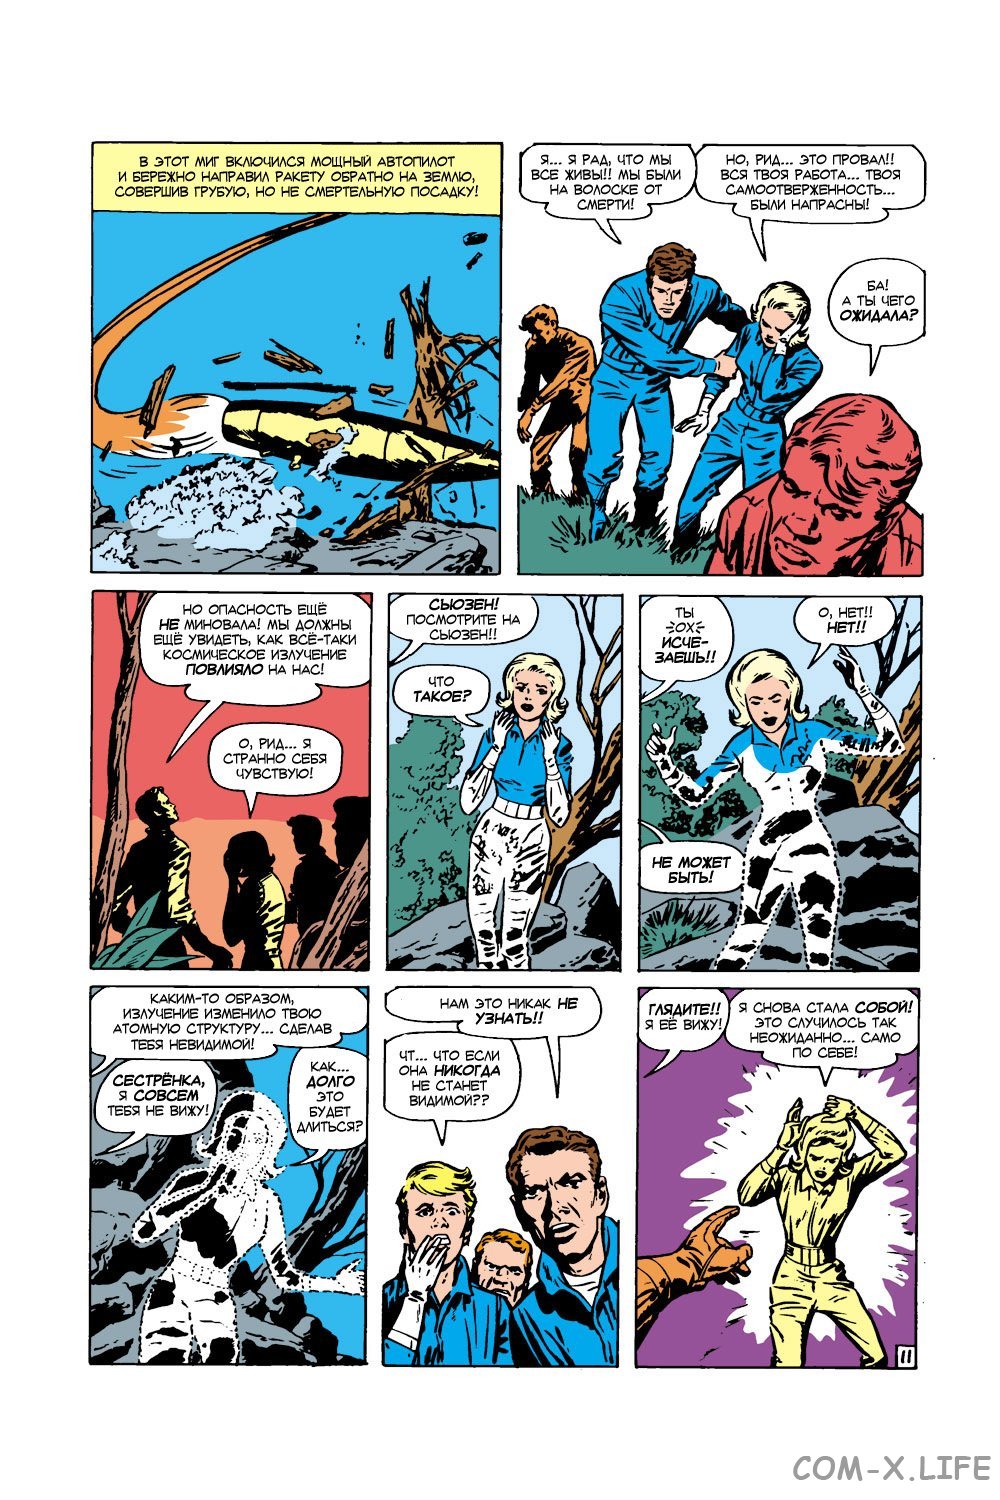 В ЭТОТ МИГ ВКЛЮЧИЛСЯ МОЩНЫЙ АВТОПИЛОТ
И БЕРЕЖНО НАПРАВИЛ РАКЕТУ ОБРАТНО НА ЗЕМЛЮ,
СОВЕРШИВ ГРУБУЮ, НО НЕ СМЕРТЕЛЬНУЮ ПОСАДКУ!
Я... Я РАД, ЧТО МЫ
ВСЕ ЖИВЫ!! МЫ БЫЛИ
НА ВОЛОСКЕ ОТ
СМЕРТИ!
НО, РИД... ЭТО ПРОВАЛ!!
ВСЯ ТВОЯ РАБОТА... ТВОЯ
САМООТВЕРЖЕННОСТЬ...
БЫЛИ НАПРАСНЫ!
БА!
А ТЫ ЧЕГО
ОЖИДАЛА?
НО ОПАСНОСТЬ ЕЩЁ
НЕ МИНОВАЛА! МЫ ДОЛЖНЫ
ЕЩЁ УВИДЕТЬ, КАК ВСЁ-ТАКИ
КОСМИЧЕСКОЕ ИЗЛУЧЕНИЕ
ПОВЛИЯЛО НА НАС!
О, РИД... Я
СТРАННО СЕБЯ
ЧУВСТВУЮ!
СЬЮЗЕН!
ПОСМОТРИТЕ НА
СЬЮЗЕН!!
ЧТО
ТАКОЕ?
ТЫ
ОХ
ИСЧЕ-
ЗАЕШЬ!!
О, НЕТ!!
НЕТ!!
НЕ МОЖЕТ
БЫТЬ!
КАКИМ-ТО ОБРАЗОМ,
ИЗЛУЧЕНИЕ ИЗМЕНИЛО ТВОЮ
АТОМНУЮ СТРУКТУРУ... СДЕЛАВ
ТЕБЯ НЕВИДИМОЙ!
СЕСТРЁНКА,
Я СОВСЕМ
ТЕБЯ НЕ ВИЖУ!
КАК...
ДОЛГО
ЭТО
БУДЕТ
ДЛИТЬСЯ?
НАМ ЭТО НИКАК НЕ
УЗНАТЬ!!
ЧТ... ЧТО ЕСЛИ
ОНА НИКОГДА
НЕ СТАНЕТ
ВИДИМОЙ??
ГЛЯДИТЕ!!
Я ЕЁ ВИЖУ!
Я СНОВА СТАЛА СОБОЙ!
ЭТО СЛУЧИЛОСЬ ТАК
НЕОЖИДАННО... САМО
ПО СЕБЕ!
11
COM-X.LIFE